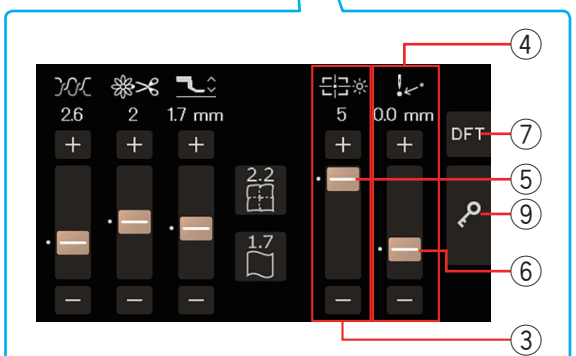 ④
2.6 2 1.7 mm 5 0.0 mm
+ + + + +
DFT
⑦
2.2
⑤
⑨
1.7
⑥
− − − − −
③